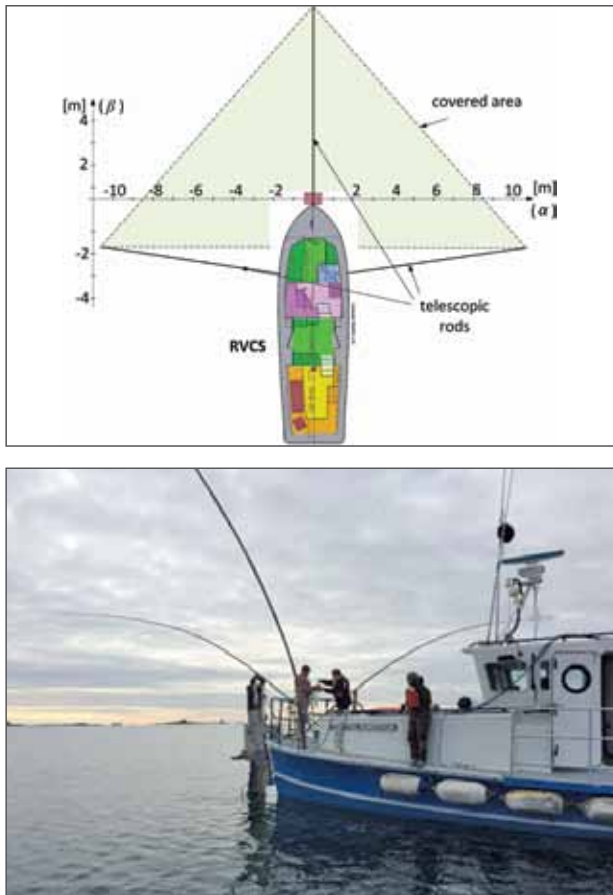 [m] (β)
4
covered area
2
-10 -8 -6 -4 -2 2 4 6 8 10 [m]
(α)
-2
-4
telescopic
rods
RVCS